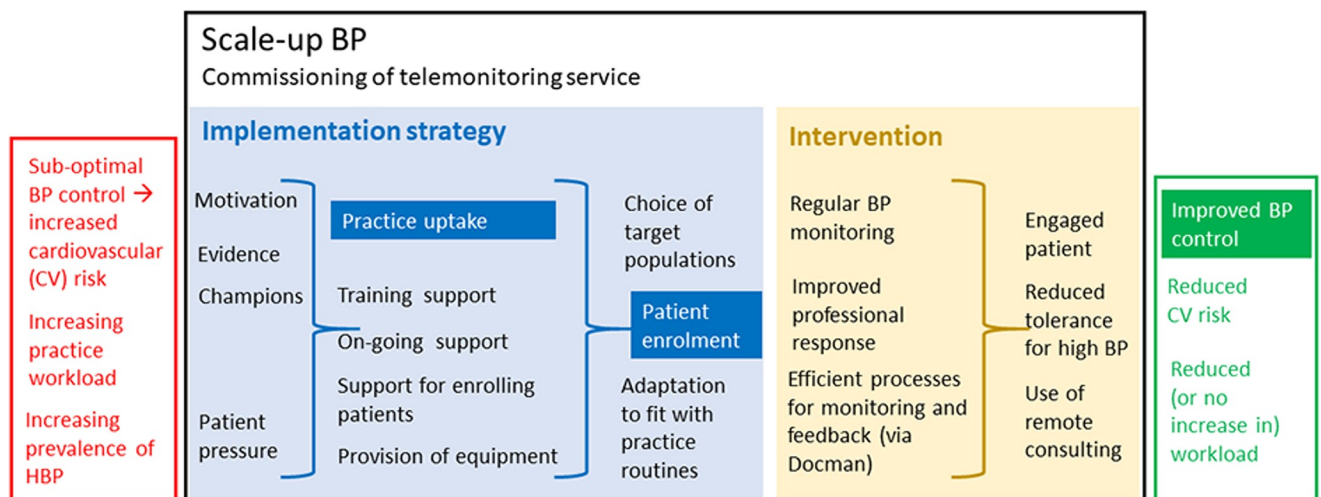 Scale-up BP
Commissioning of telemonitoring service
Sub-optimal
BP control →
increased
cardiovascular
(CV) risk
Increasing
practice
workload
Increasing
prevalence of
HBP
Implementation strategy
Motivation
Evidence
Champions
Patient
pressure
Practice uptake
Training support
On-going support
Support for enrolling
patients
Provision of equipment
Choice of
target
populations
Patient
enrolment
Adaptation
to fit with
practice
routines
Intervention
Regular BP
monitoring
Improved
professional
response
Efficient processes
for monitoring and
feedback (via
Docman)
Engaged
patient
Reduced
tolerance
for high BP
Use of
remote
consulting
Improved BP
control
Reduced
CV risk
Reduced
(or no
increase in)
workload